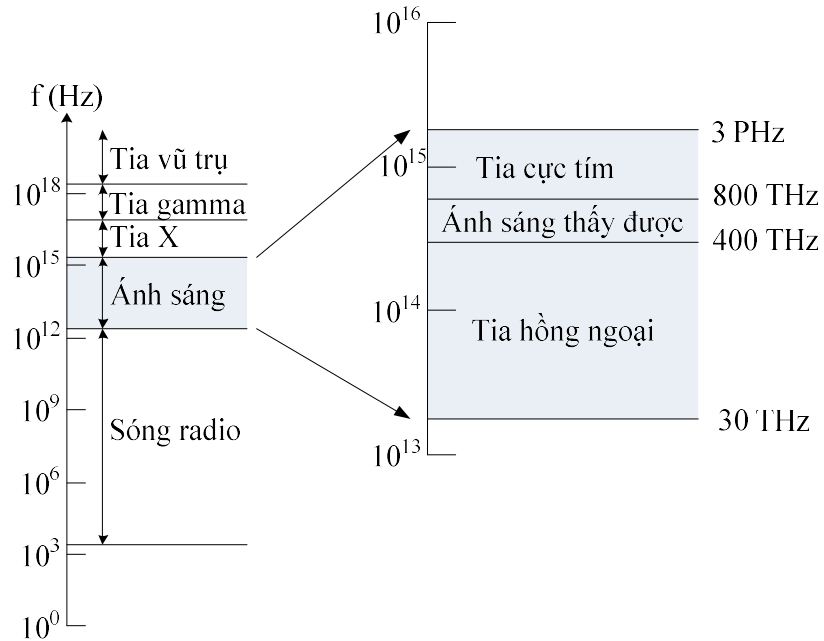 f (Hz)
Tia vũ trụ
10^18
Tia gamma
Tia X
10^15
Ánh sáng
10^12
10^9
Sóng radio
10^6
10^3
10^0
10^16
3 PHz
10^15
Tia cực tím
800 THz
Ánh sáng thấy được
400 THz
10^14
Tia hồng ngoại
30 THz
10^13